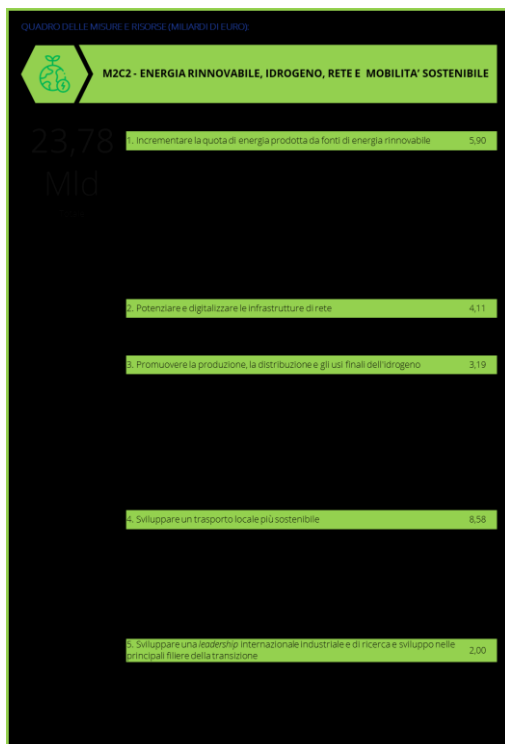 QUADRO DELLE MISURE E RISORSE (MILIARDI DI EURO):
M2C2 - ENERGIA RINNOVABILE, IDROGENO, RETE E MOBILITA’ SOSTENIBILE
23,78
Mld
1. Incrementare la quota di energia prodotta da fonti di energia rinnovabile 5,90
2. Potenziare e digitalizzare le infrastrutture di rete 4,11
3. Promuovere la produzione, la distribuzione e gli usi finali dell'idrogeno 3,19
4. Sviluppare un trasporto locale più sostenibile 8,58
5. Sviluppare una leadership internazionale industriale e di ricerca e sviluppo nelle
principali filiere della transizione 2,00